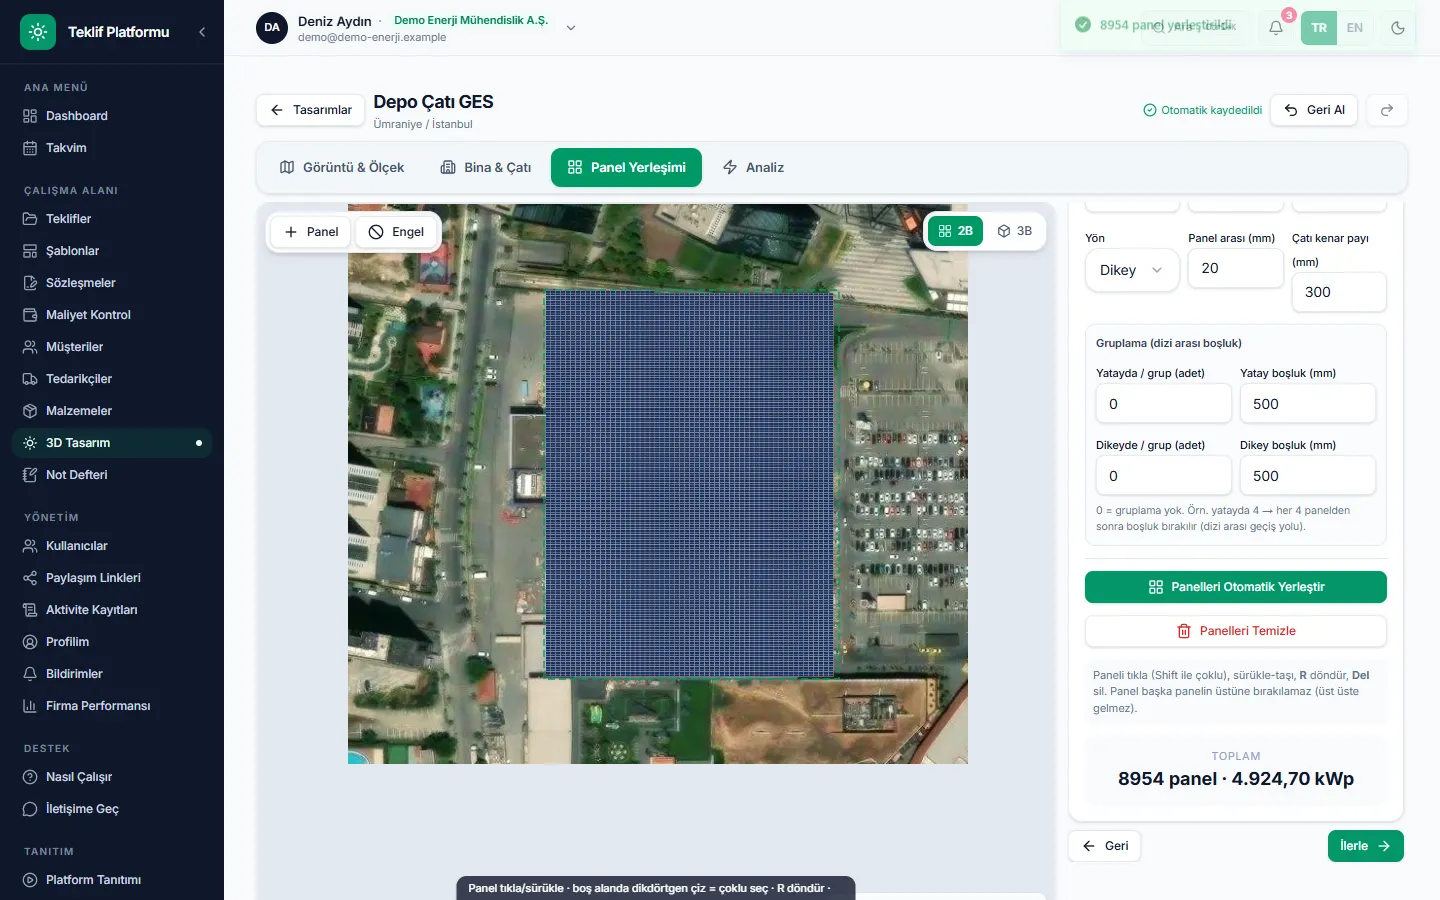 Teklif Platformu
ANA MENÜ
Dashboard
Takvim
ÇALIŞMA ALANI
Teklifler
Şablonlar
Sözleşmeler
Maliyet Kontrol
Müşteriler
Tedarikçiler
Malzemeler
3D Tasarım
Not Defteri
YÖNETİM
Kullanıcılar
Paylaşım Linkleri
Aktivite Kayıtları
Profilim
Bildirimler
Firma Performansı
DESTEK
Nasıl Çalışır
İletişime Geç
TANITIM
Platform Tanıtımı
DA
Deniz Aydın · Demo Enerji Mühendislik A.Ş.
demo@demo-enerji.example
8954 panel yerleştirildi
3
TR EN
Tasarımlar
Depo Çatı GES
Ümraniye / İstanbul
Otomatik kaydedildi
Geri Al
Görüntü & Ölçek
Bina & Çatı
Panel Yerleşimi
Analiz
Panel
Engel
2B
3B
Yön
Dikey
Panel arası (mm)
20
Çatı kenar payı
(mm)
300
Gruplama (dizi arası boşluk)
Yatayda / grup (adet)
0
Yatay boşluk (mm)
500
Dikeyde / grup (adet)
0
Dikey boşluk (mm)
500
0 = gruplama yok. Örn. yatayda 4 → her 4 panelden
sonra boşluk bırakılır (dizi arası geçiş yolu).
Panelleri Otomatik Yerleştir
Panelleri Temizle
Paneli tıkla (Shift ile çoklu), sürükle-taşı, R döndür, Del
sil. Panel başka panelin üstüne bırakılamaz (üst üste
gelmez).
TOPLAM
8954 panel · 4.924,70 kWp
Geri
İlerle
Panel tıkla/sürükle · boş alanda dikdörtgen çiz = çoklu seç · R döndür ·